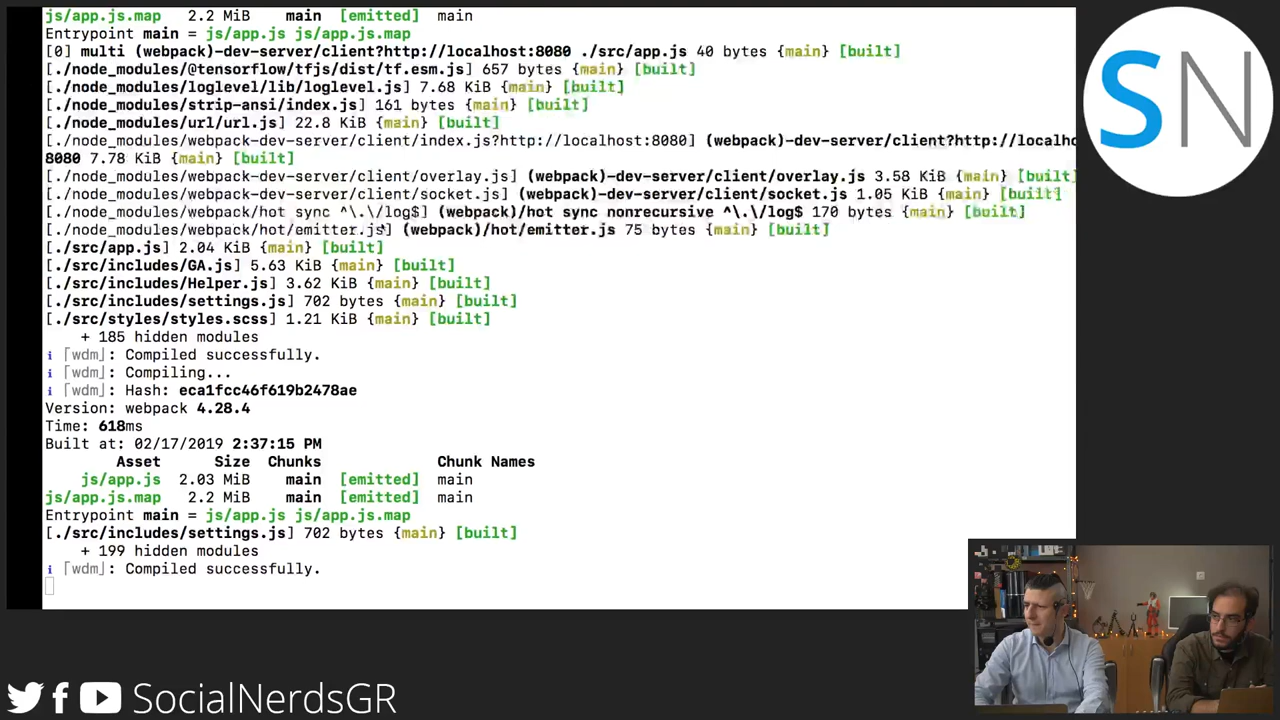 js/app.js.map 2.2 MiB main [emitted] main
Entrypoint main = js/app.js js/app.js.map
[0] multi (webpack)-dev-server/client?http://localhost:8080 ./src/app.js 40 bytes {main} [built]
[./node_modules/@tensorflow/tfjs/dist/tf.esm.js] 657 bytes {main} [built]
[./node_modules/loglevel/lib/loglevel.js] 7.68 KiB {main} [built]
[./node_modules/strip-ansi/index.js] 161 bytes {main} [built]
[./node_modules/url/url.js] 22.8 KiB {main} [built]
[./node_modules/webpack-dev-server/client/index.js?http://localhost:8080] (webpack)-dev-server/client?http://localho
8080 7.78 KiB {main} [built]
[./node_modules/webpack-dev-server/client/overlay.js] (webpack)-dev-server/client/overlay.js 3.58 KiB {main} [built]
[./node_modules/webpack-dev-server/client/socket.js] (webpack)-dev-server/client/socket.js 1.05 KiB {main} [built]
[./node_modules/webpack/hot sync ^\.\/log$] (webpack)/hot sync nonrecursive ^\.\/log$ 170 bytes {main} [built]
[./node_modules/webpack/hot/emitter.js] (webpack)/hot/emitter.js 75 bytes {main} [built]
[./src/app.js] 2.04 KiB {main} [built]
[./src/includes/GA.js] 5.63 KiB {main} [built]
[./src/includes/Helper.js] 3.62 KiB {main} [built]
[./src/includes/settings.js] 702 bytes {main} [built]
[./src/styles/styles.scss] 1.21 KiB {main} [built]
+ 185 hidden modules
ℹ ｢wdm｣: Compiled successfully.
ℹ ｢wdm｣: Compiling...
ℹ ｢wdm｣: Hash: eca1fcc46f619b2478ae
Version: webpack 4.28.4
Time: 618ms
Built at: 02/17/2019 2:37:15 PM
Asset Size Chunks Chunk Names
js/app.js 2.03 MiB main [emitted] main
js/app.js.map 2.2 MiB main [emitted] main
Entrypoint main = js/app.js js/app.js.map
[./src/includes/settings.js] 702 bytes {main} [built]
+ 199 hidden modules
ℹ ｢wdm｣: Compiled successfully.
SN
SocialNerdsGR